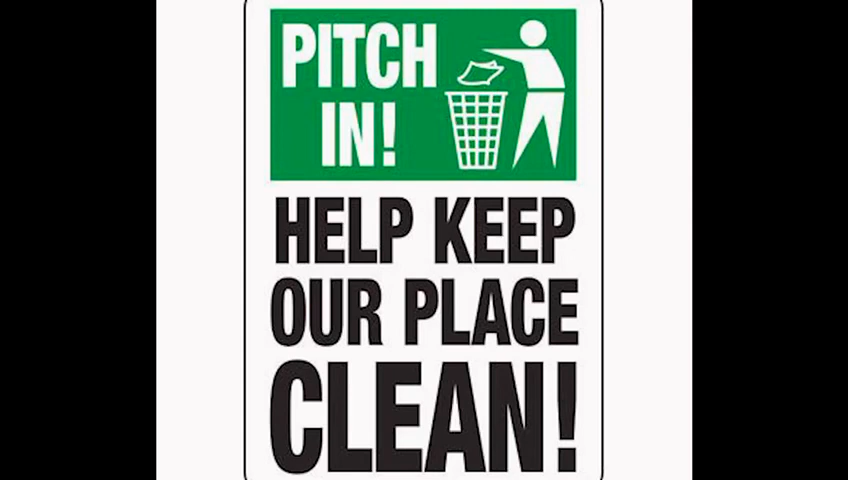 PITCH
IN!
HELP KEEP
OUR PLACE
CLEAN!